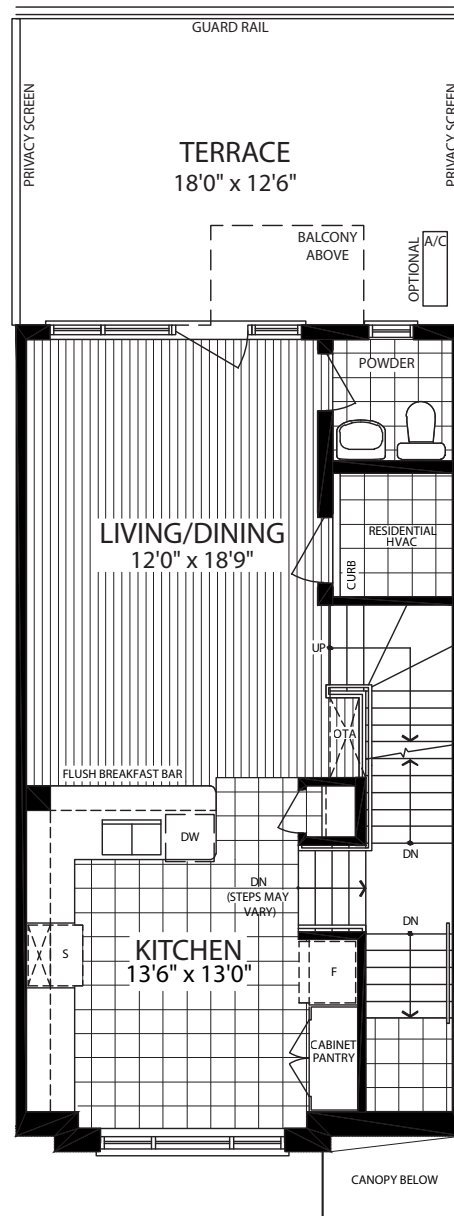 GUARD RAIL
PRIVACY SCREEN
PRIVACY SCREEN
TERRACE
18'0" x 12'6"
BALCONY
ABOVE
OPTIONAL
A/C
POWDER
LIVING/DINING
12'0" x 18'9"
RESIDENTIAL
HVAC
CURB
UP
OTA
FLUSH BREAKFAST BAR
DW
DN
DN
(STEPS MAY
VARY)
DN
KITCHEN
13'6" x 13'0"
S
F
CABINET
PANTRY
CANOPY BELOW